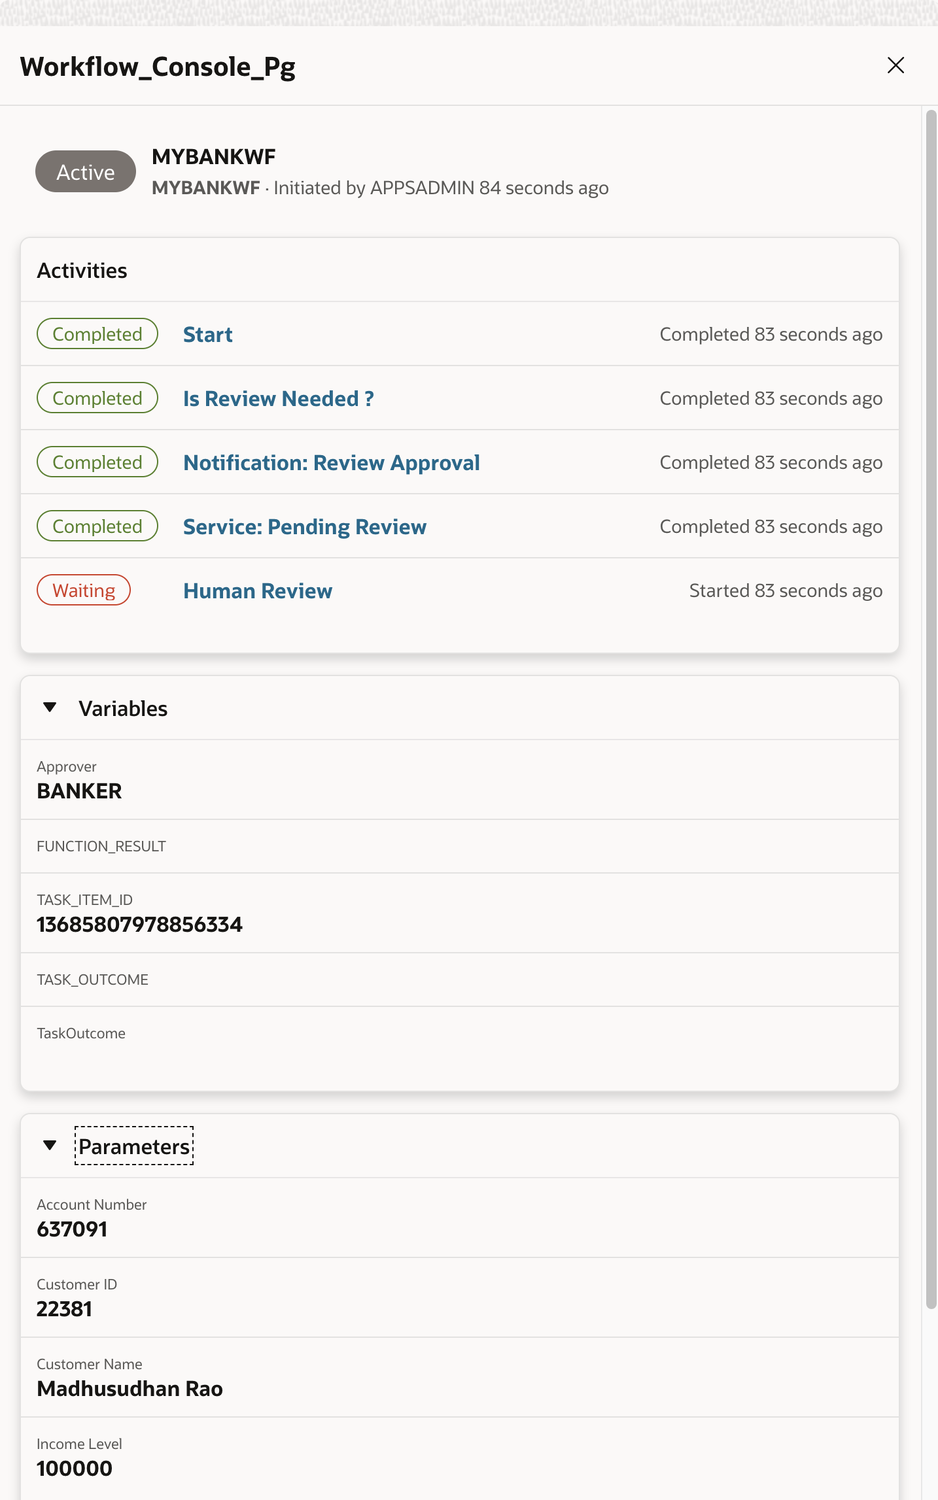 Workflow_Console_Pg
Active
MYBANKWF
MYBANKWF · Initiated by APPSADMIN 84 seconds ago
Activities
Completed Start Completed 83 seconds ago
Completed Is Review Needed ? Completed 83 seconds ago
Completed Notification: Review Approval Completed 83 seconds ago
Completed Service: Pending Review Completed 83 seconds ago
Waiting Human Review Started 83 seconds ago
Variables
Approver
BANKER
FUNCTION_RESULT
TASK_ITEM_ID
13685807978856334
TASK_OUTCOME
TaskOutcome
Parameters
Account Number
637091
Customer ID
22381
Customer Name
Madhusudhan Rao
Income Level
100000